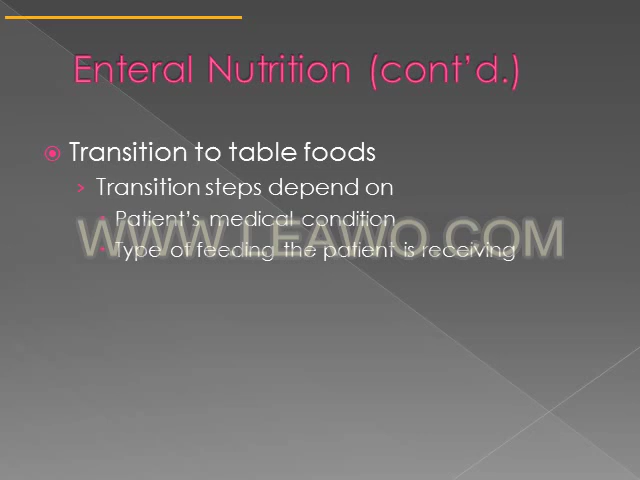 Enteral Nutrition (cont’d.)
Transition to table foods
Transition steps depend on
Patient’s medical condition
WWW.LEAWO.COM
Type of feeding the patient is receiving